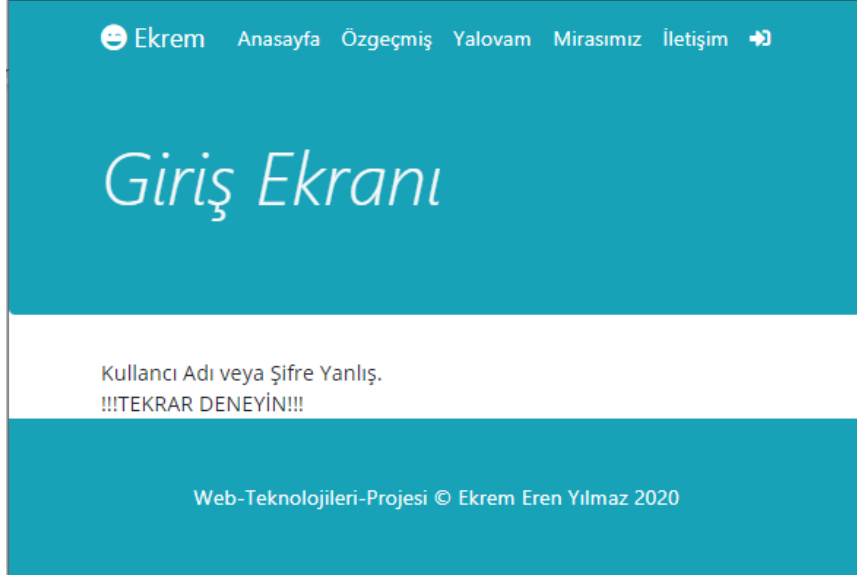 Ekrem Anasayfa Özgeçmiş Yalovam Mirasımız İletişim
Giriş Ekranı
Kullancı Adı veya Şifre Yanlış.
!!!TEKRAR DENEYİN!!!
Web-Teknolojileri-Projesi © Ekrem Eren Yılmaz 2020